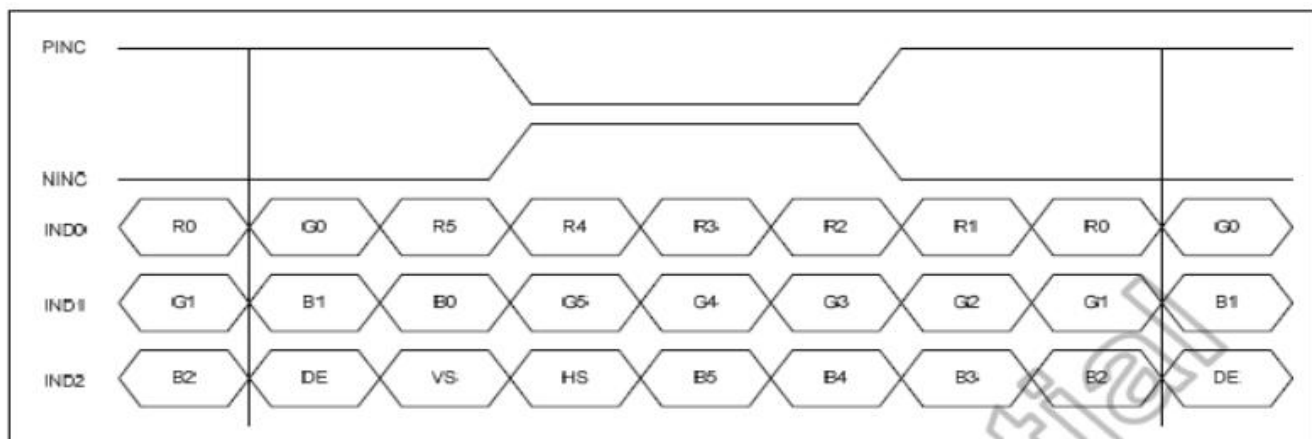 PINC
NINC
IND0 R0 G0 R5 R4 R3 R2 R1 R0 G0
IND1 G1 B1 B0 G5 G4 G3 G2 G1 B1
IND2 B2 DE VS HS B5 B4 B3 B2 DE
tial